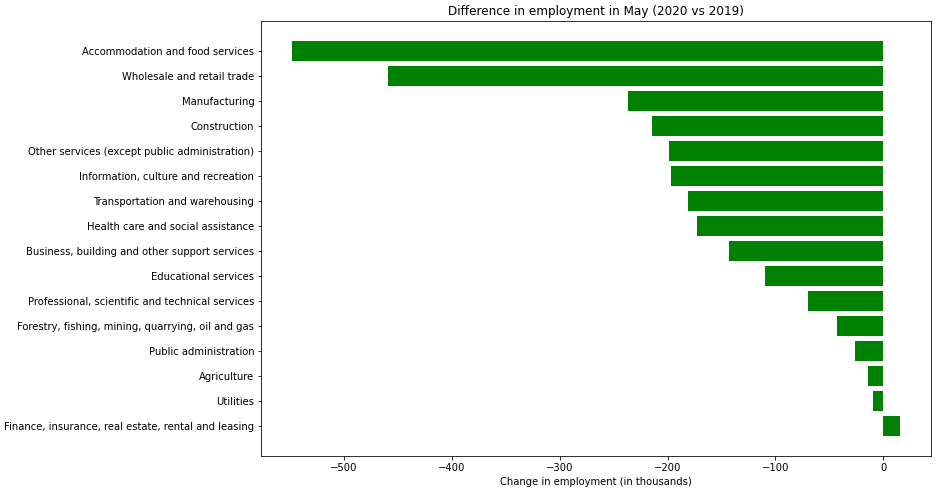 Difference in employment in May (2020 vs 2019)
Accommodation and food services
Wholesale and retail trade
Manufacturing
Construction
Other services (except public administration)
Information, culture and recreation
Transportation and warehousing
Health care and social assistance
Business, building and other support services
Educational services
Professional, scientific and technical services
Forestry, fishing, mining, quarrying, oil and gas
Public administration
Agriculture
Utilities
Finance, insurance, real estate, rental and leasing
−500 −400 −300 −200 −100 0
Change in employment (in thousands)